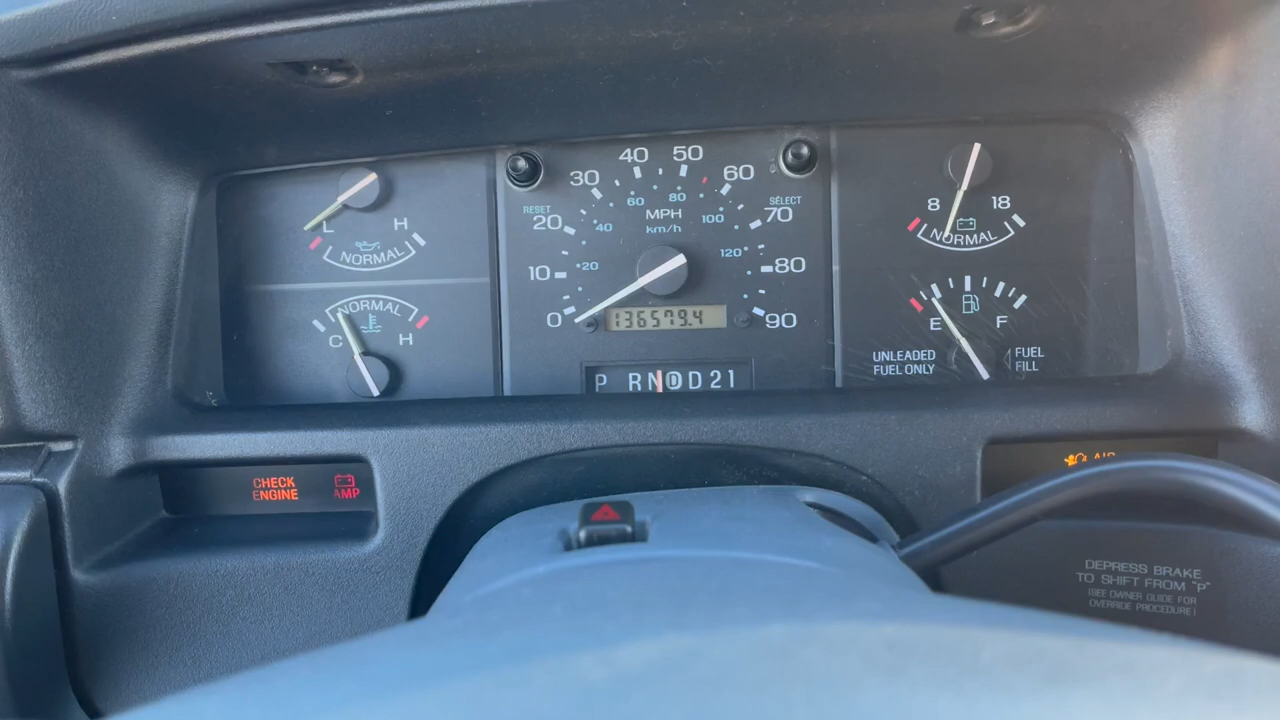 L H
NORMAL
NORMAL
C H
RESET
SELECT
0 10 20 30 40 50 60 70 80 90
20 40 60 80 100 120
MPH
km/h
136579.4
P RNDD21
8 18
NORMAL
E F
UNLEADED
FUEL ONLY
FUEL
FILL
CHECK
ENGINE
AMP
AIR
DEPRESS BRAKE
TO SHIFT FROM "P"
(SEE OWNER GUIDE FOR
OVERRIDE PROCEDURE)